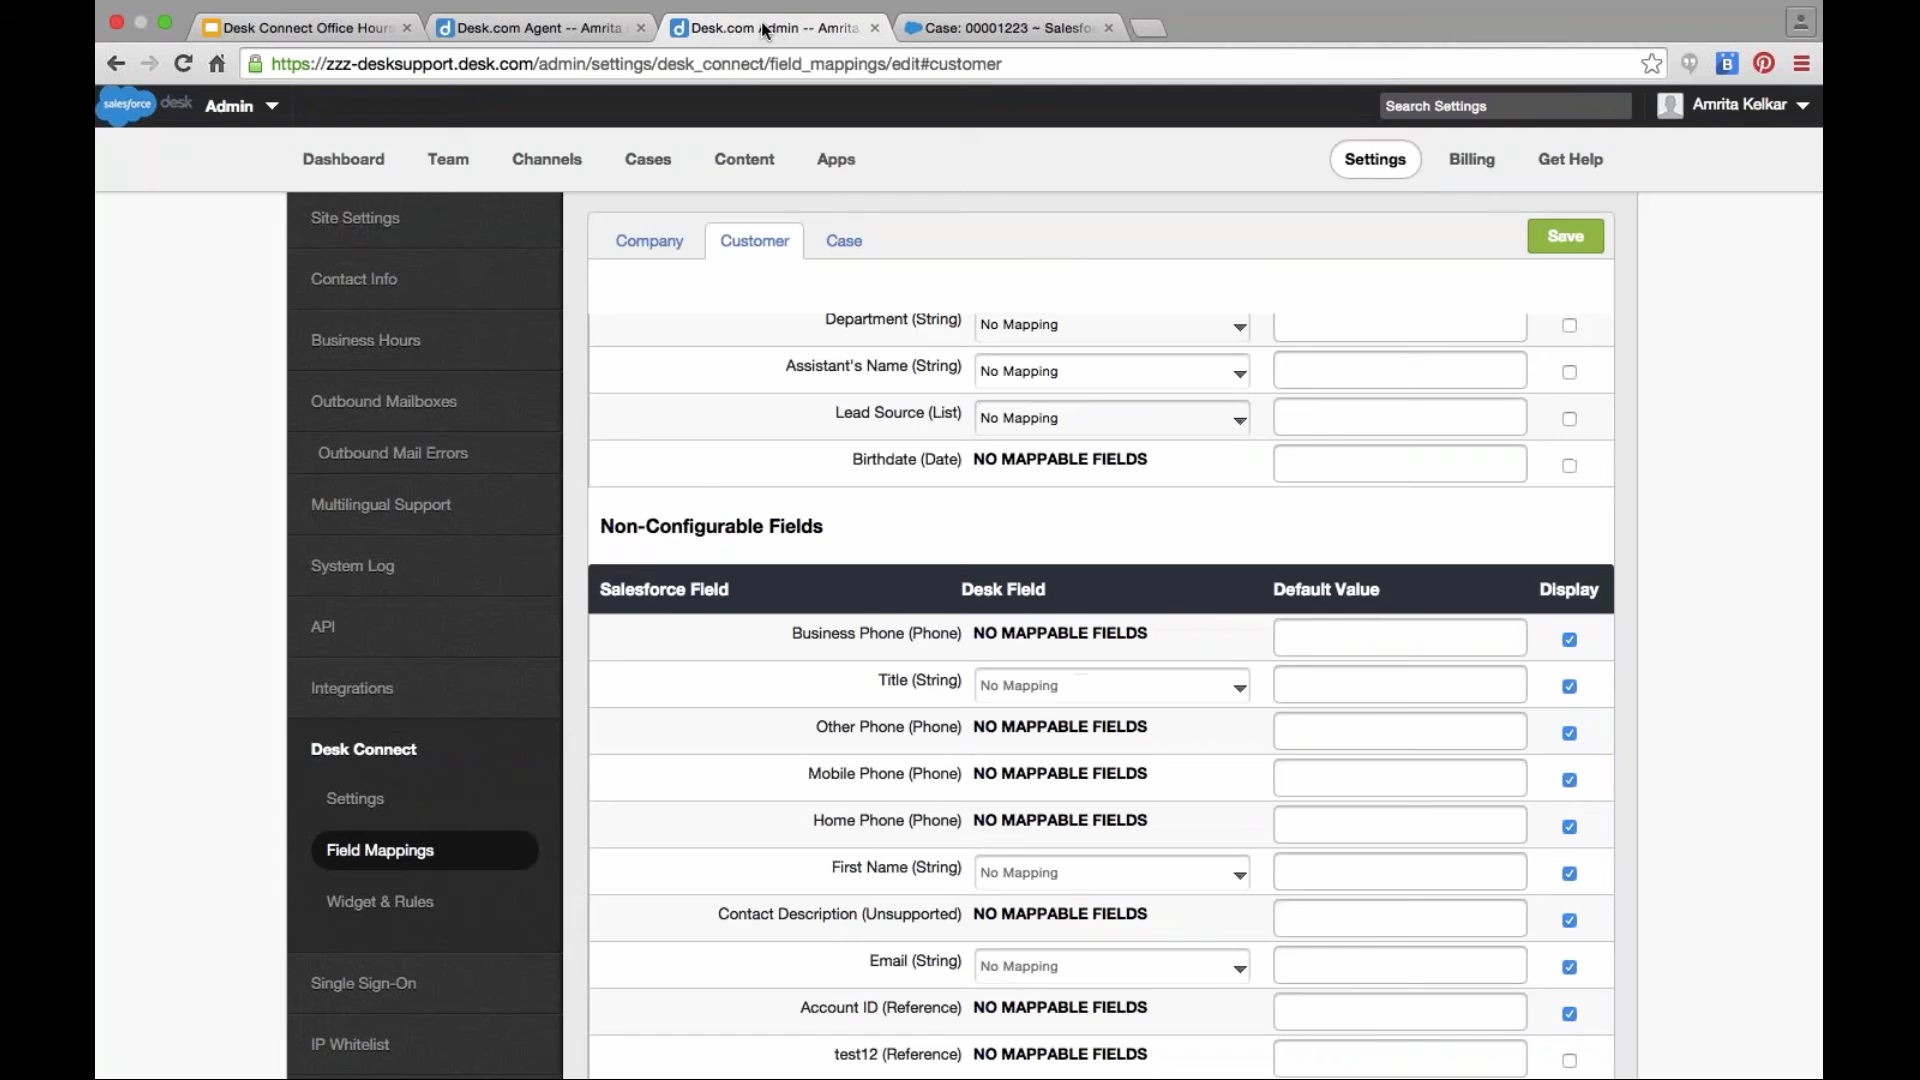 Desk Connect Office Hours
Desk.com Agent -- Amrita
Desk.com Admin -- Amrita
Case: 00001223 ~ Salesfo
https://zzz-desksupport.desk.com/admin/settings/desk_connect/field_mappings/edit#customer
salesforce desk Admin
Search Settings
Amrita Kelkar
Dashboard Team Channels Cases Content Apps Settings Billing Get Help
Site Settings
Contact Info
Business Hours
Outbound Mailboxes
Outbound Mail Errors
Multilingual Support
System Log
API
Integrations
Desk Connect
Settings
Field Mappings
Widget & Rules
Single Sign-On
IP Whitelist
Company Customer Case Save
Department (String) No Mapping
Assistant's Name (String) No Mapping
Lead Source (List) No Mapping
Birthdate (Date) NO MAPPABLE FIELDS
Non-Configurable Fields
Salesforce Field Desk Field Default Value Display
Business Phone (Phone) NO MAPPABLE FIELDS
Title (String) No Mapping
Other Phone (Phone) NO MAPPABLE FIELDS
Mobile Phone (Phone) NO MAPPABLE FIELDS
Home Phone (Phone) NO MAPPABLE FIELDS
First Name (String) No Mapping
Contact Description (Unsupported) NO MAPPABLE FIELDS
Email (String) No Mapping
Account ID (Reference) NO MAPPABLE FIELDS
test12 (Reference) NO MAPPABLE FIELDS